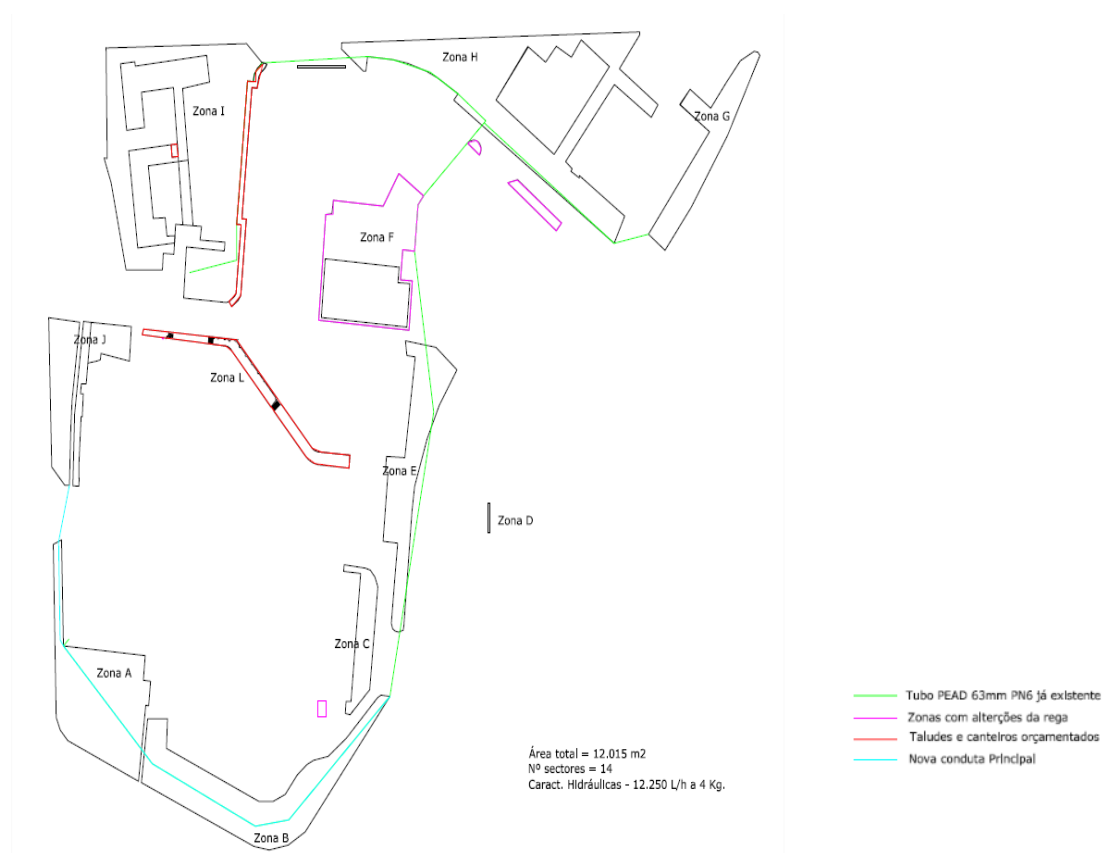 Zona H
Zona I
Zona G
Zona F
Zona J
Zona L
Zona E
Zona D
Zona C
Zona A
Zona B
Área total = 12.015 m2
Nº sectores = 14
Caract. Hidráulicas - 12.250 L/h a 4 Kg.
Tubo PEAD 63mm PN6 já existente
Zonas com alterções da rega
Taludes e canteiros orçamentados
Nova conduta Principal